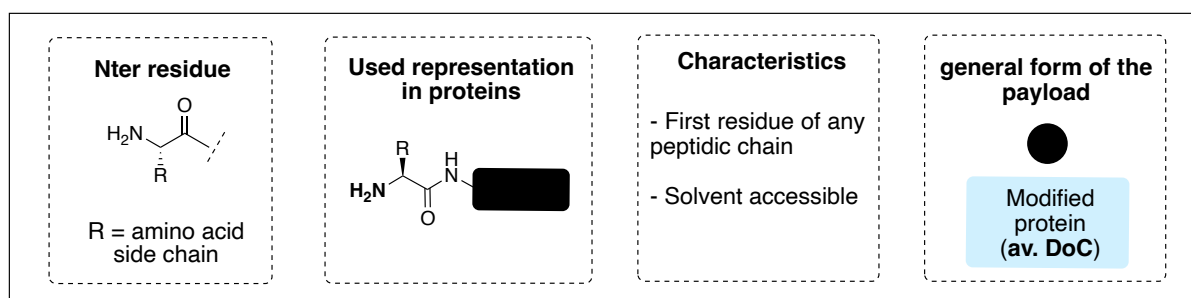 Nter residue
O
H₂N
R
R = amino acid
side chain
Used representation
in proteins
R
H
N
H₂N
O
Characteristics
- First residue of any
peptidic chain
- Solvent accessible
general form of the
payload
Modified
protein
(av. DoC)